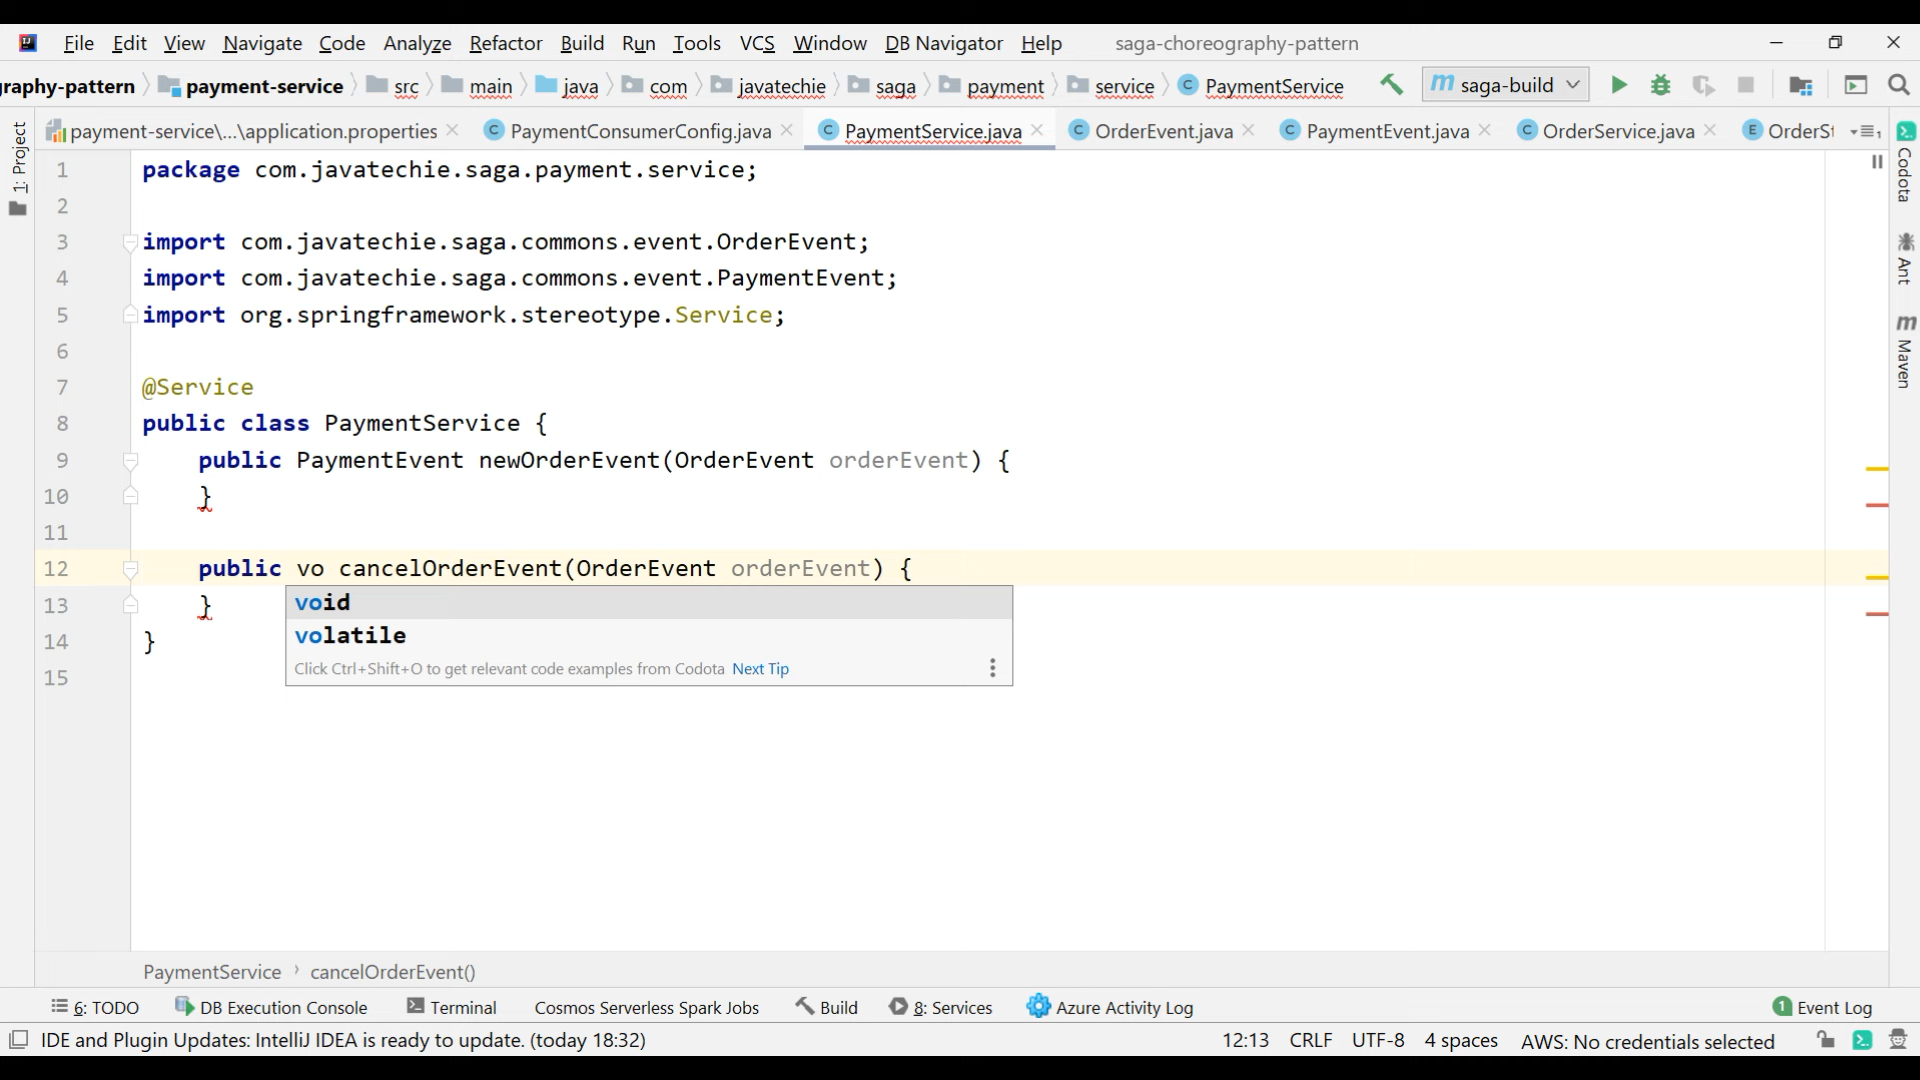 File Edit View Navigate Code Analyze Refactor Build Run Tools VCS Window DB Navigator Help saga-choreography-pattern
raphy-pattern payment-service src main java com javatechie saga payment service PaymentService saga-build
payment-service\...\application.properties PaymentConsumerConfig.java PaymentService.java OrderEvent.java PaymentEvent.java OrderService.java OrderSt
1: Project
Codota
Ant
Maven
1 package com.javatechie.saga.payment.service;
2
3 import com.javatechie.saga.commons.event.OrderEvent;
4 import com.javatechie.saga.commons.event.PaymentEvent;
5 import org.springframework.stereotype.Service;
6
7 @Service
8 public class PaymentService {
9 public PaymentEvent newOrderEvent(OrderEvent orderEvent) {
10 }
11
12 public vo cancelOrderEvent(OrderEvent orderEvent) {
13 }
14 }
15
void
volatile
Click Ctrl+Shift+O to get relevant code examples from Codota Next Tip
PaymentService › cancelOrderEvent()
6: TODO DB Execution Console Terminal Cosmos Serverless Spark Jobs Build 8: Services Azure Activity Log 1 Event Log
IDE and Plugin Updates: IntelliJ IDEA is ready to update. (today 18:32) 12:13 CRLF UTF-8 4 spaces AWS: No credentials selected